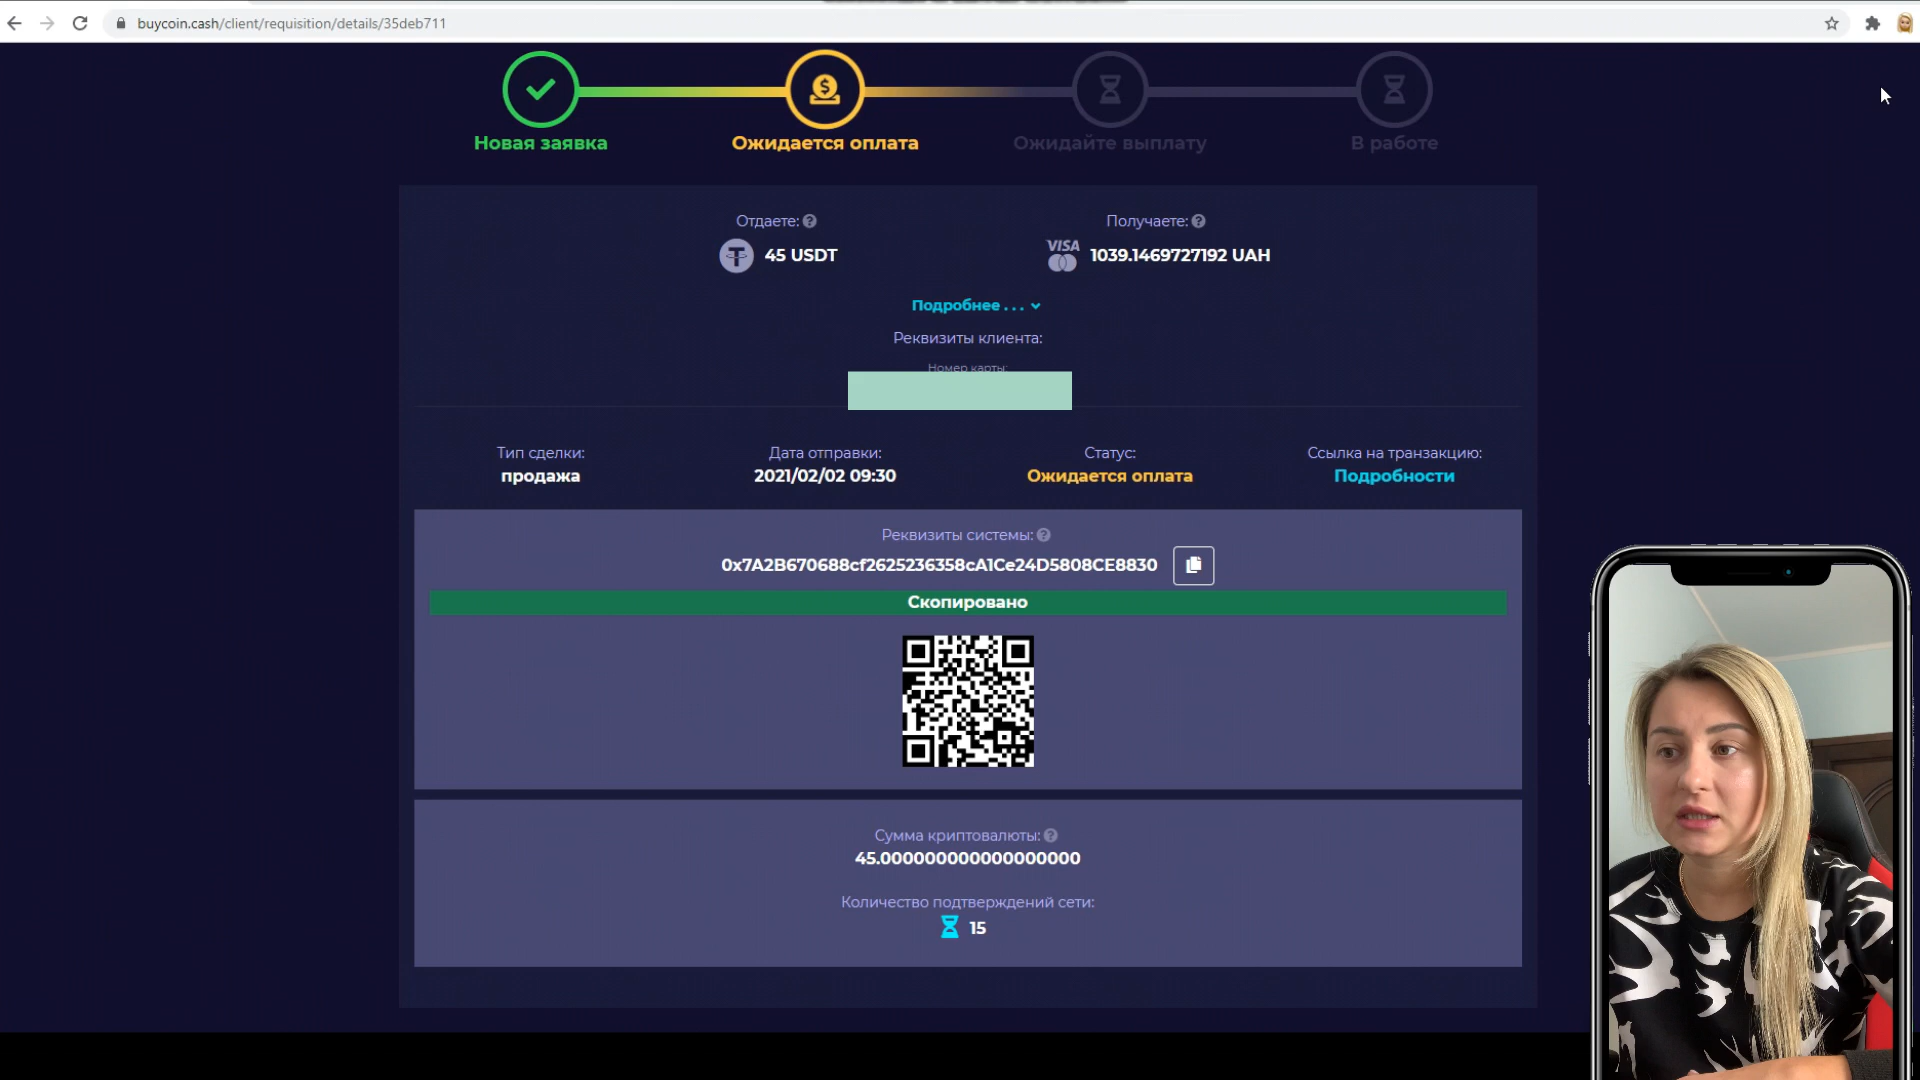 buycoin.cash/client/requisition/details/35deb711
Новая заявка
Ожидается оплата
Ожидайте выплату
В работе
Отдаете:
45 USDT
Получаете:
VISA
1039.1469727192 UAH
Подробнее . . .
Реквизиты клиента:
Номер карты:
Тип сделки:
продажа
Дата отправки:
2021/02/02 09:30
Статус:
Ожидается оплата
Ссылка на транзакцию:
Подробности
Реквизиты системы:
0x7A2B670688cf2625236358cA1Ce24D5808CE8830
Скопировано
Сумма криптовалюты:
45.000000000000000000
Количество подтверждений сети:
15